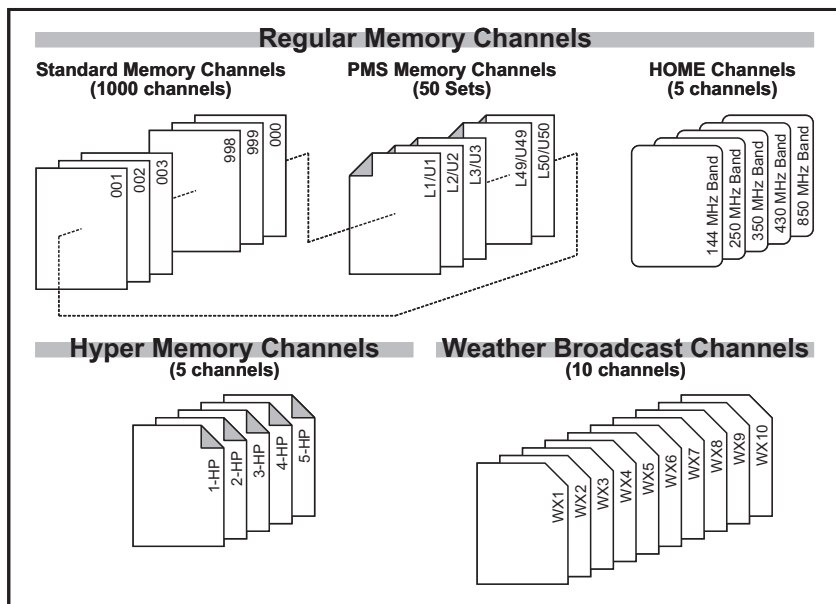 Regular Memory Channels
Standard Memory Channels
(1000 channels)
PMS Memory Channels
(50 Sets)
HOME Channels
(5 channels)
001
002
003
998
999
000
L1/U1
L2/U2
L3/U3
L49/U49
L50/U50
144 MHz Band
250 MHz Band
350 MHz Band
430 MHz Band
850 MHz Band
Hyper Memory Channels
(5 channels)
Weather Broadcast Channels
(10 channels)
1-HP
2-HP
3-HP
4-HP
5-HP
WX1
WX2
WX3
WX4
WX5
WX6
WX7
WX8
WX9
WX10